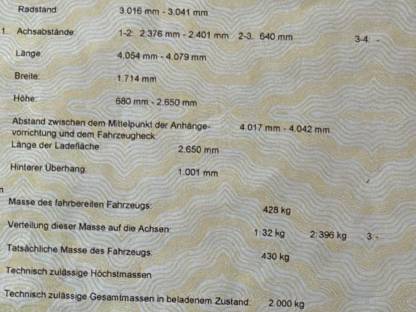 Radstand 3.016 mm - 3.041 mm
1. Achsabstände: 1-2: 2.376 mm - 2.401 mm 2-3: 640 mm 3-4: -
Länge: 4.054 mm - 4.079 mm
Breite: 1.714 mm
Höhe: 680 mm - 2.650 mm
Abstand zwischen dem Mittelpunkt der Anhänge-
vorrichtung und dem Fahrzeugheck: 4.017 mm - 4.042 mm
Länge der Ladefläche: 2.650 mm
Hinterer Überhang: 1.001 mm
Masse des fahrbereiten Fahrzeugs: 428 kg
Verteilung dieser Masse auf die Achsen: 1: 32 kg 2: 396 kg 3: -
Tatsächliche Masse des Fahrzeugs: 430 kg
Technisch zulässige Höchstmassen
Technisch zulässige Gesamtmassen in beladenem Zustand: 2.000 kg